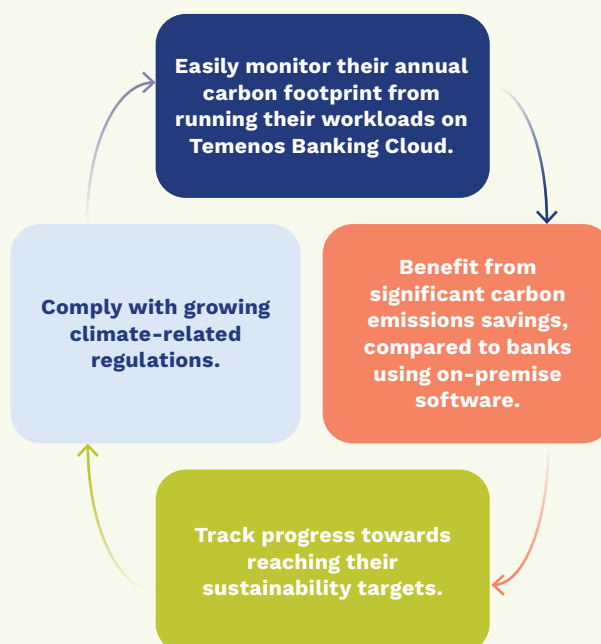 Easily monitor their annual
carbon footprint from
running their workloads on
Temenos Banking Cloud.
Benefit from
significant carbon
emissions savings,
compared to banks
using on-premise
software.
Track progress towards
reaching their
sustainability targets.
Comply with growing
climate-related
regulations.